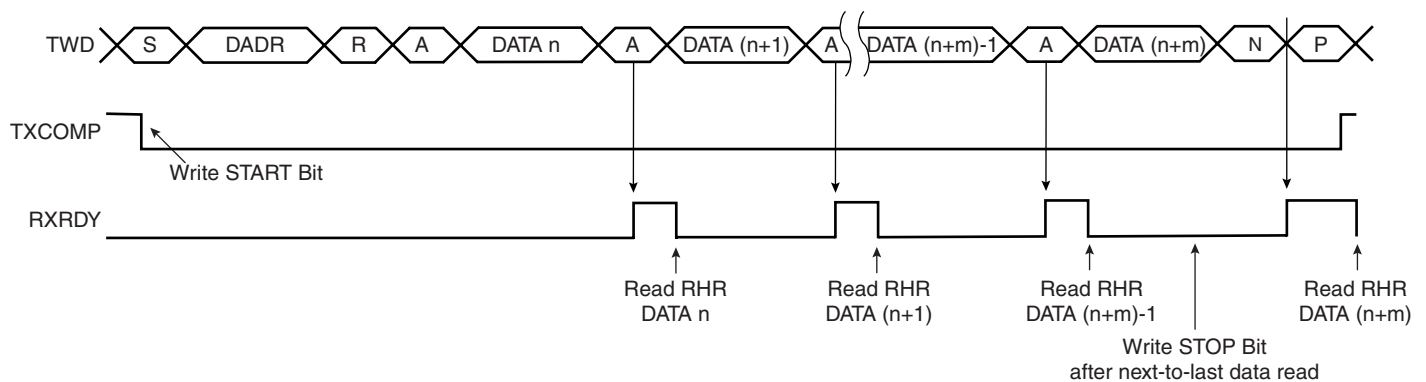 TWD S DADR R A DATA n A DATA (n+1) A DATA (n+m)-1 A DATA (n+m) N P
TXCOMP
Write START Bit
RXRDY
Read RHR Read RHR Read RHR Read RHR
DATA n DATA (n+1) DATA (n+m)-1 DATA (n+m)
Write STOP Bit
after next-to-last data read